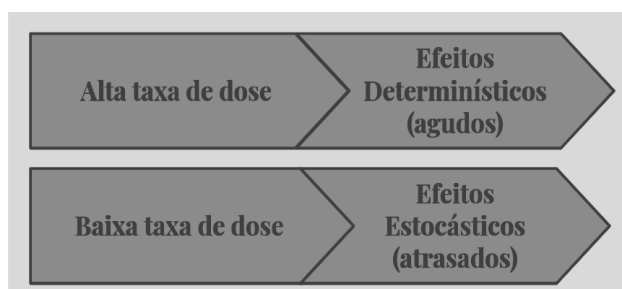 Alta taxa de dose
Efeitos
Determinísticos
(agudos)
Baixa taxa de dose
Efeitos
Estocásticos
(atrasados)